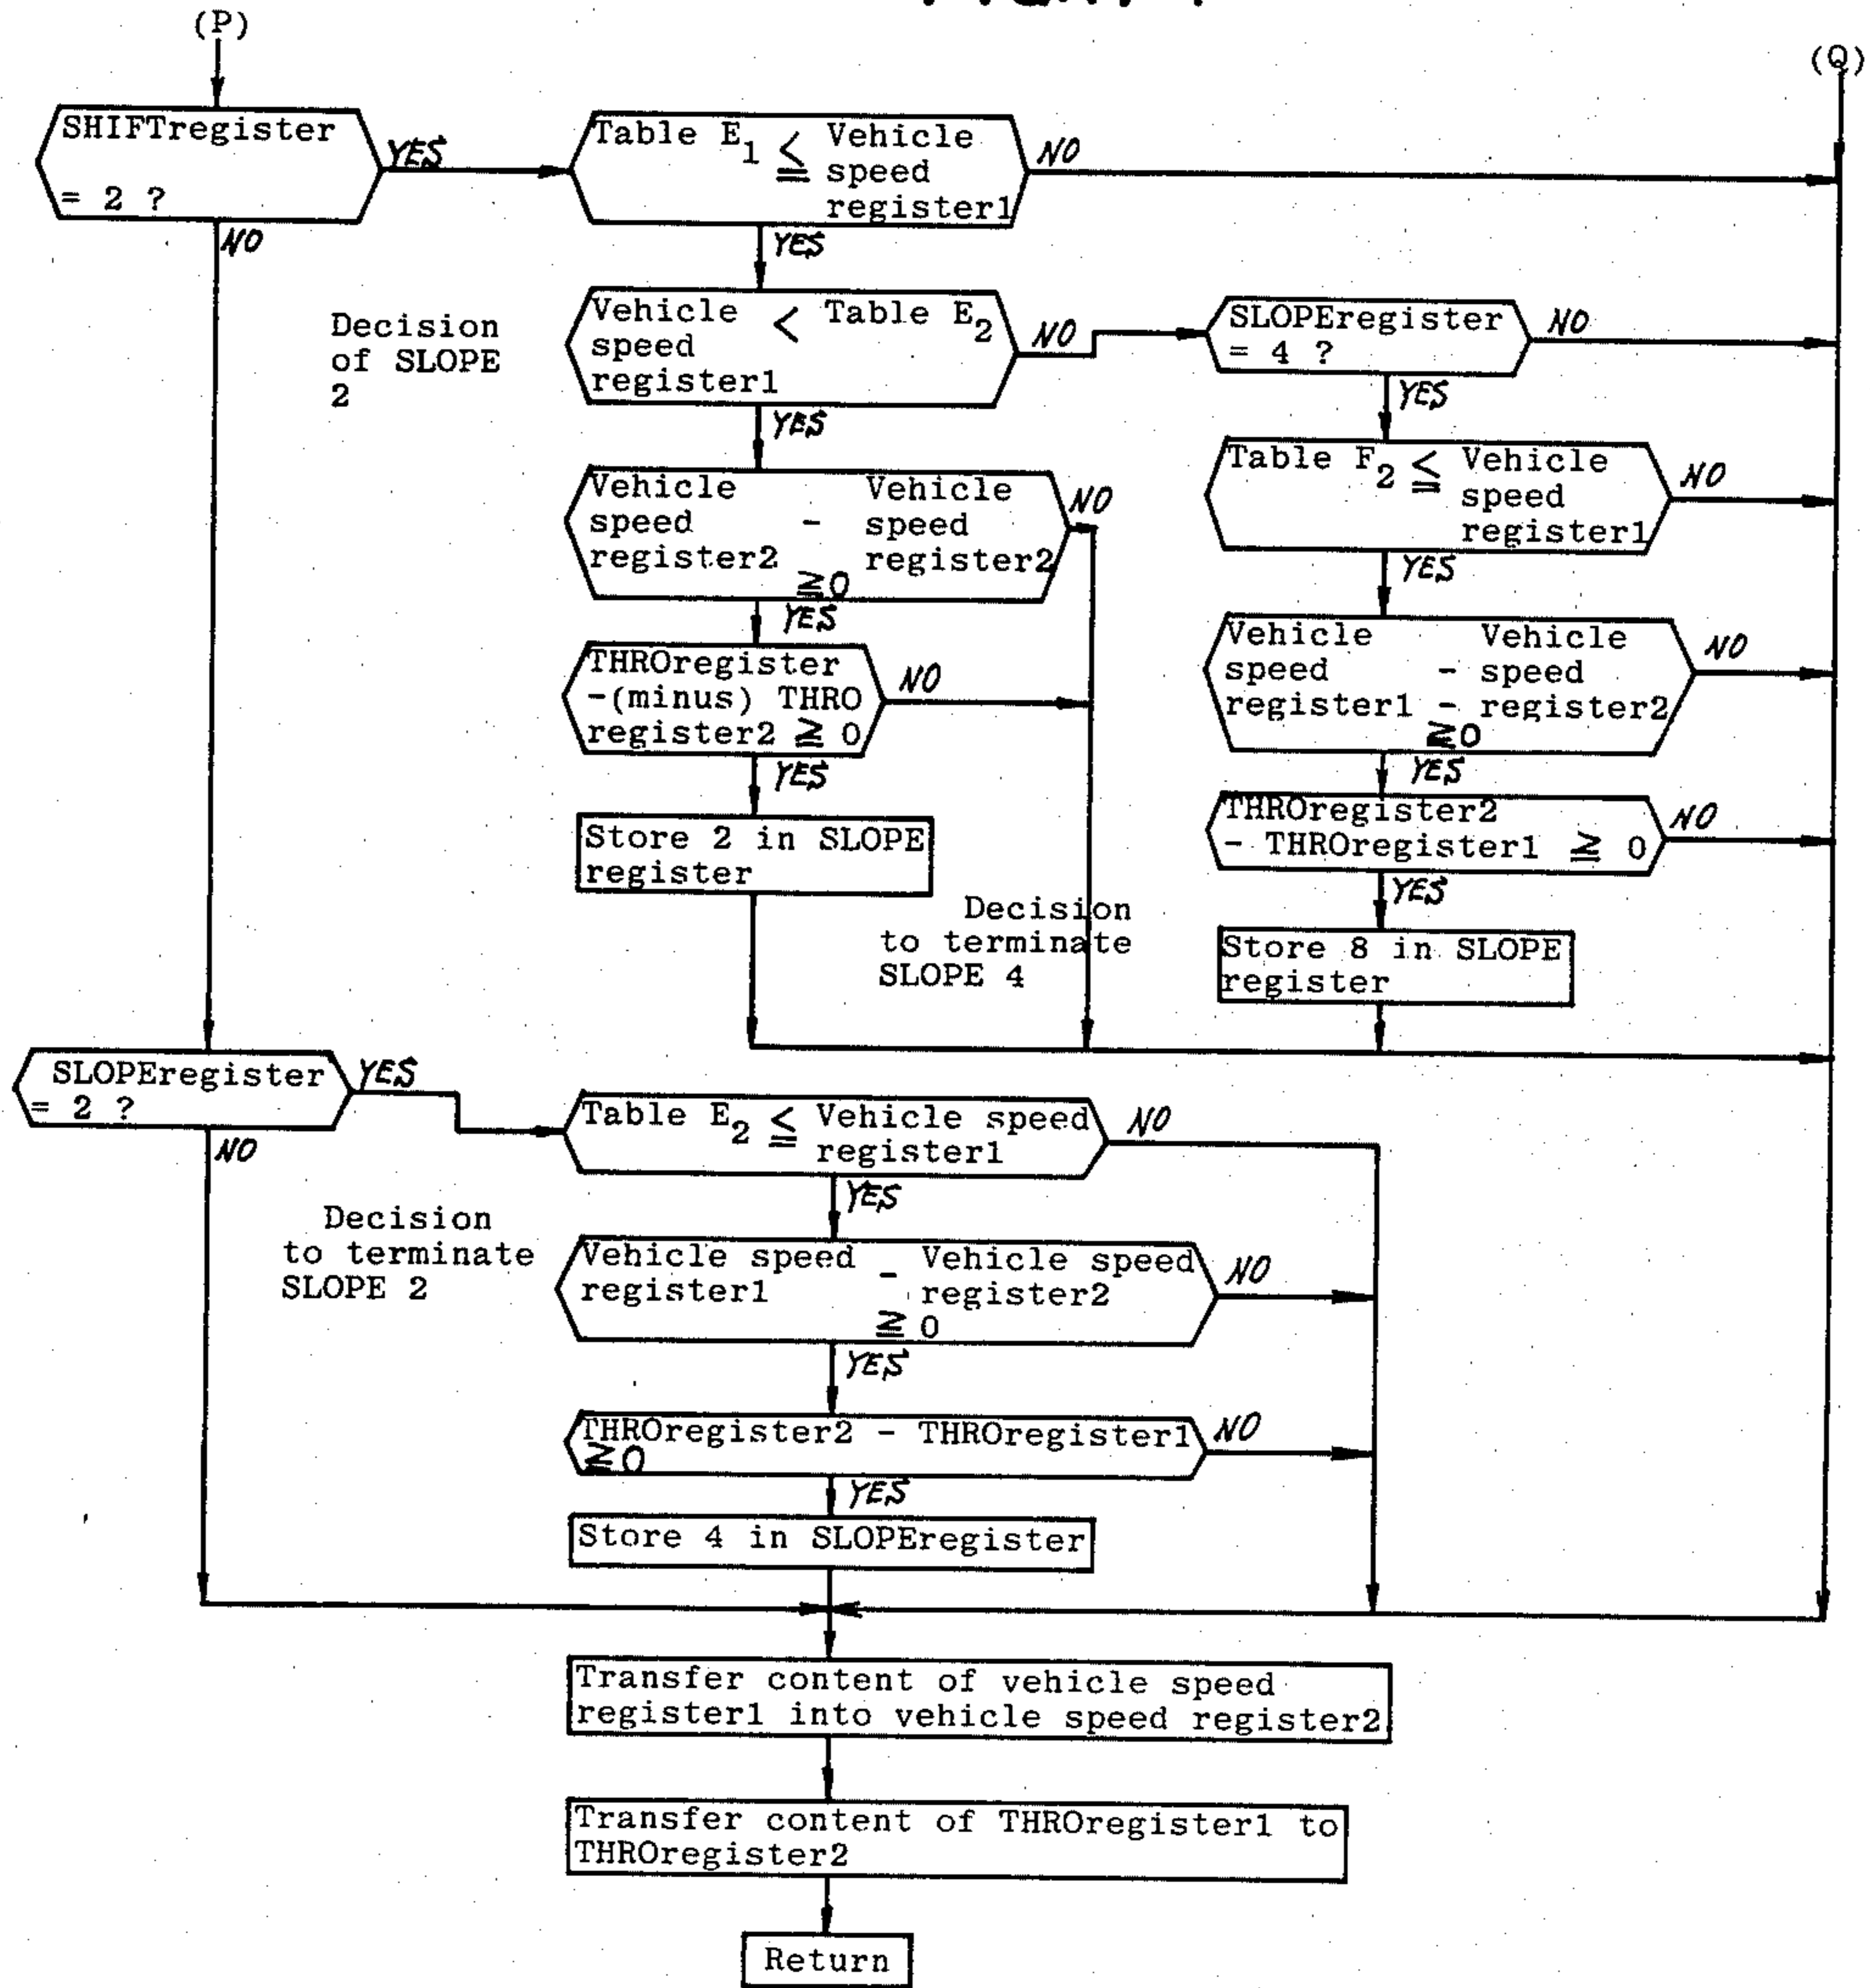 (P)
(Q)
SHIFTregister
= 2 ?
YES
NO
Table E1 ≦ Vehicle
speed
register1
NO
YES
Decision
of SLOPE
2
Vehicle < Table E2
speed
register1
NO
YES
SLOPEregister
= 4 ?
NO
YES
Vehicle Vehicle
speed - speed
register2 register2
≧0
NO
YES
Table F2 ≦ Vehicle
speed
register1
NO
YES
THROregister
-(minus) THRO
register2 ≧ 0
NO
YES
Vehicle Vehicle
speed - speed
register1 - register2
≧0
NO
YES
Store 2 in SLOPE
register
THROregister2
- THROregister1 ≧ 0
NO
YES
Decision
to terminate
SLOPE 4
Store 8 in SLOPE
register
SLOPEregister
= 2 ?
YES
NO
Table E2 ≦ Vehicle speed
register1
NO
YES
Decision
to terminate
SLOPE 2
Vehicle speed - Vehicle speed
register1 register2
≧ 0
NO
YES
THROregister2 - THROregister1
≧0
NO
YES
Store 4 in SLOPEregister
Transfer content of vehicle speed
register1 into vehicle speed register2
Transfer content of THROregister1 to
THROregister2
Return